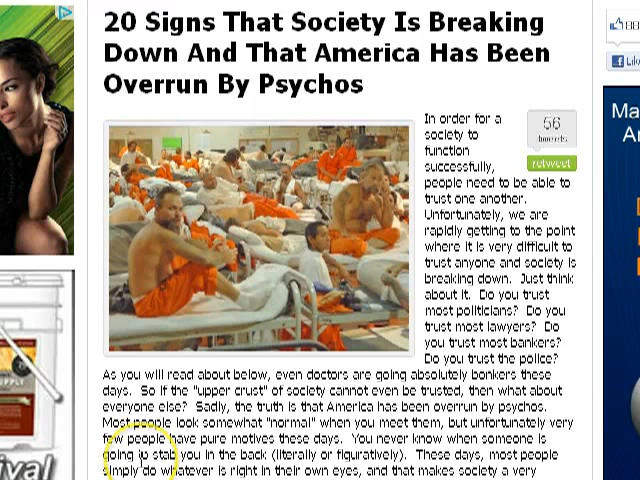 20 Signs That Society Is Breaking
Down And That America Has Been
Overrun By Psychos
In order for a
society to
function
successfully,
people need to be able to
trust one another.
Unfortunately, we are
rapidly getting to the point
where it is very difficult to
trust anyone and society is
breaking down. Just think
about it. Do you trust
most politicians? Do you
trust most lawyers? Do
you trust most bankers?
Do you trust the police?
56
tweets
retweet
As you will read about below, even doctors are going absolutely bonkers these
days. So if the "upper crust" of society cannot even be trusted, then what about
everyone else? Sadly, the truth is that America has been overrun by psychos.
Most people look somewhat "normal" when you meet them, but unfortunately very
few people have pure motives these days. You never know when someone is
going to stab you in the back (literally or figuratively). These days, most people
simply do whatever is right in their own eyes, and that makes society a very
88
Lik
Ma
A
ival